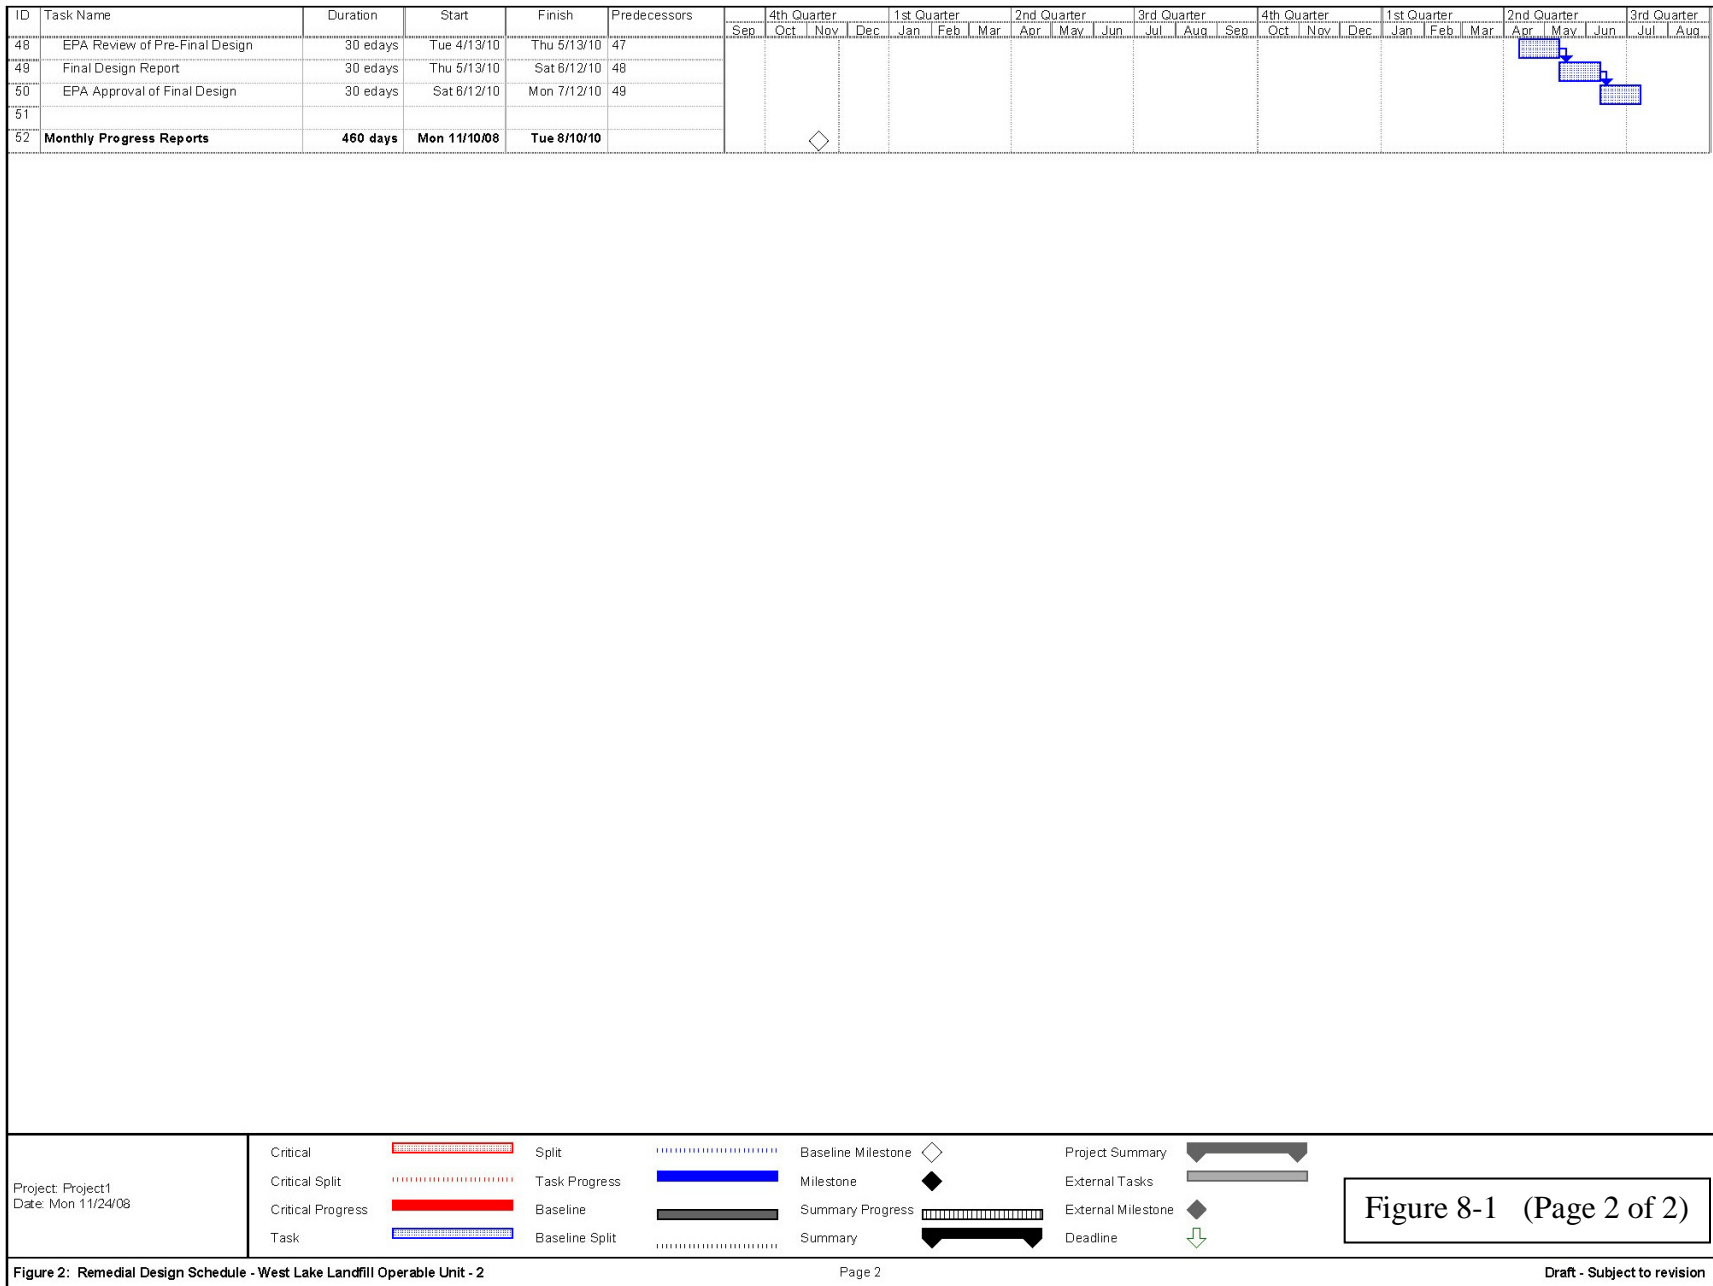 ID Task Name Duration Start Finish Predecessors 4th Quarter 1st Quarter 2nd Quarter 3rd Quarter 4th Quarter 1st Quarter 2nd Quarter 3rd Quarter
Sep Oct Nov Dec Jan Feb Mar Apr May Jun Jul Aug Sep Oct Nov Dec Jan Feb Mar Apr May Jun Jul Aug
48 EPA Review of Pre-Final Design 30 edays Tue 4/13/10 Thu 5/13/10 47
49 Final Design Report 30 edays Thu 5/13/10 Sat 6/12/10 48
50 EPA Approval of Final Design 30 edays Sat 6/12/10 Mon 7/12/10 49
51
52 Monthly Progress Reports 460 days Mon 11/10/08 Tue 8/10/10
Project: Project1
Date: Mon 11/24/08
Critical Split Baseline Milestone Project Summary
Critical Split Task Progress Milestone External Tasks
Critical Progress Baseline Summary Progress External Milestone
Task Baseline Split Summary Deadline
Figure 8-1 (Page 2 of 2)
Figure 2: Remedial Design Schedule - West Lake Landfill Operable Unit - 2 Page 2 Draft - Subject to revision